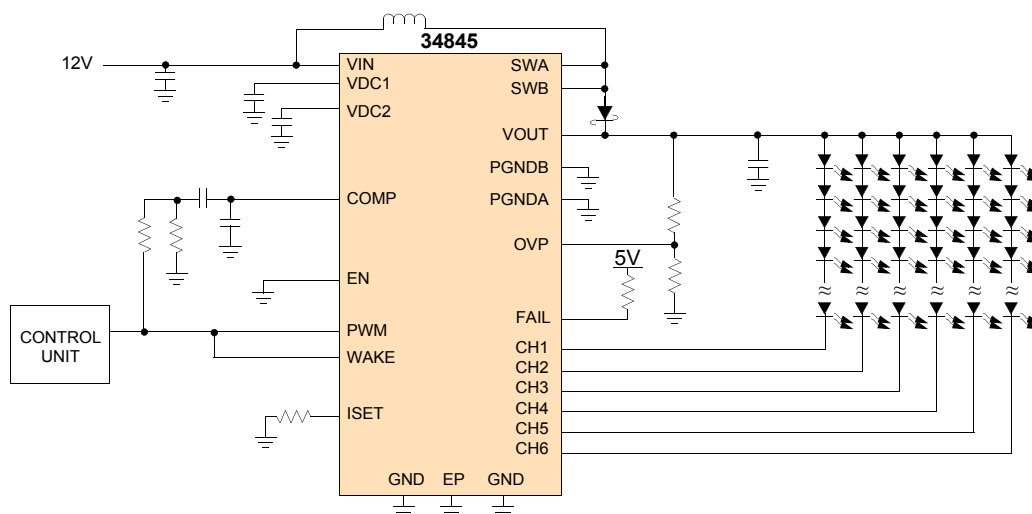 34845
12V
VIN
VDC1
VDC2
COMP
EN
PWM
WAKE
ISET
CONTROL
UNIT
SWA
SWB
VOUT
PGNDB
PGNDA
OVP
5V
FAIL
CH1
CH2
CH3
CH4
CH5
CH6
GND EP GND